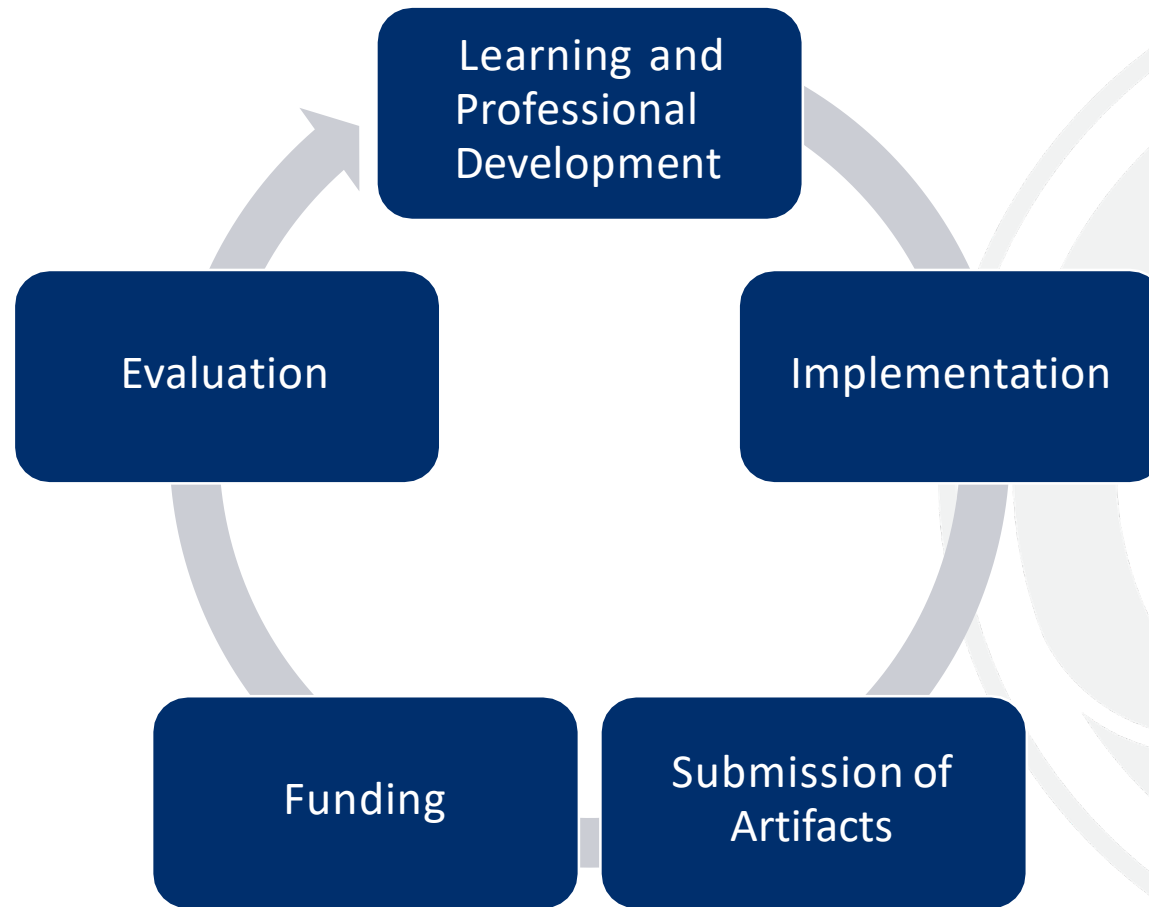 Learning and
Professional
Development
Implementation
Submission of
Artifacts
Funding
Evaluation